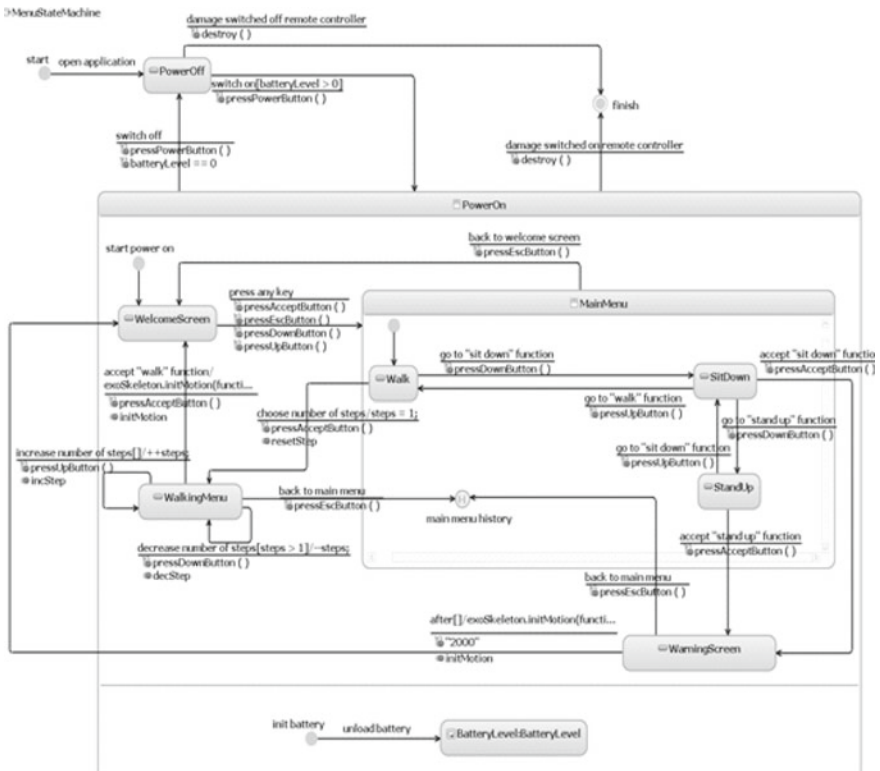 MenuStateMachine
damage switched off remote controller
destroy ( )
start
open application
PowerOff
switch on[batteryLevel > 0]
pressPowerButton ( )
finish
switch off
pressPowerButton ( )
batteryLevel == 0
damage switched on remote controller
destroy ( )
PowerOn
back to welcome screen
pressEscButton ( )
start power on
press any key
pressAcceptButton ( )
pressEscButton ( )
pressDownButton ( )
pressUpButton ( )
MainMenu
WelcomeScreen
go to "sit down" function
pressDownButton ( )
accept "sit down" function
pressAcceptButton ( )
Walk
SitDown
accept "walk" function/
exoSkeleton.initMotion(functi...
pressAcceptButton ( )
initMotion
go to "walk" function
pressUpButton ( )
choose number of steps/steps = 1;
pressAcceptButton ( )
resetStep
go to "stand up" function
pressDownButton ( )
go to "sit down" function
pressUpButton ( )
increase number of steps[]/++steps;
pressUpButton ( )
incStep
WalkingMenu
back to main menu
pressEscButton ( )
H
main menu history
StandUp
decrease number of steps[steps > 1]/--steps;
pressDownButton ( )
decStep
accept "stand up" function
pressAcceptButton ( )
back to main menu
pressEscButton ( )
after[]/exoSkeleton.initMotion(functi...
"2000"
initMotion
WarningScreen
init battery
unload battery
BatteryLevel:BatteryLevel